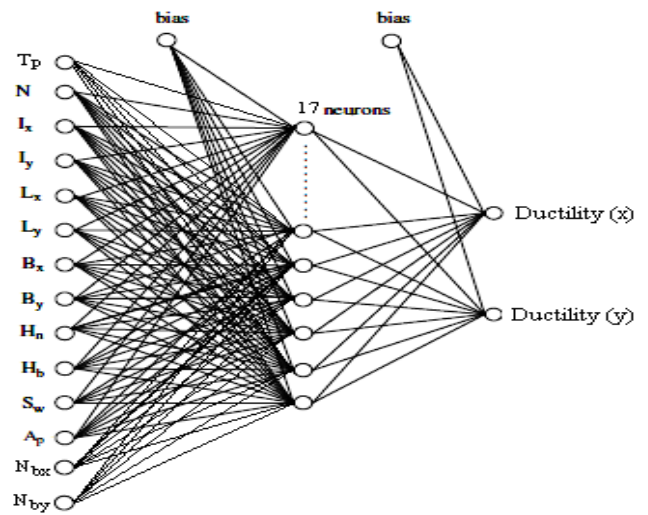 bias
bias
Tp
N
Ix
Iy
Lx
Ly
Bx
By
Hn
Hb
Sw
Ap
Nbx
Nby
17 neurons
Ductility (x)
Ductility (y)